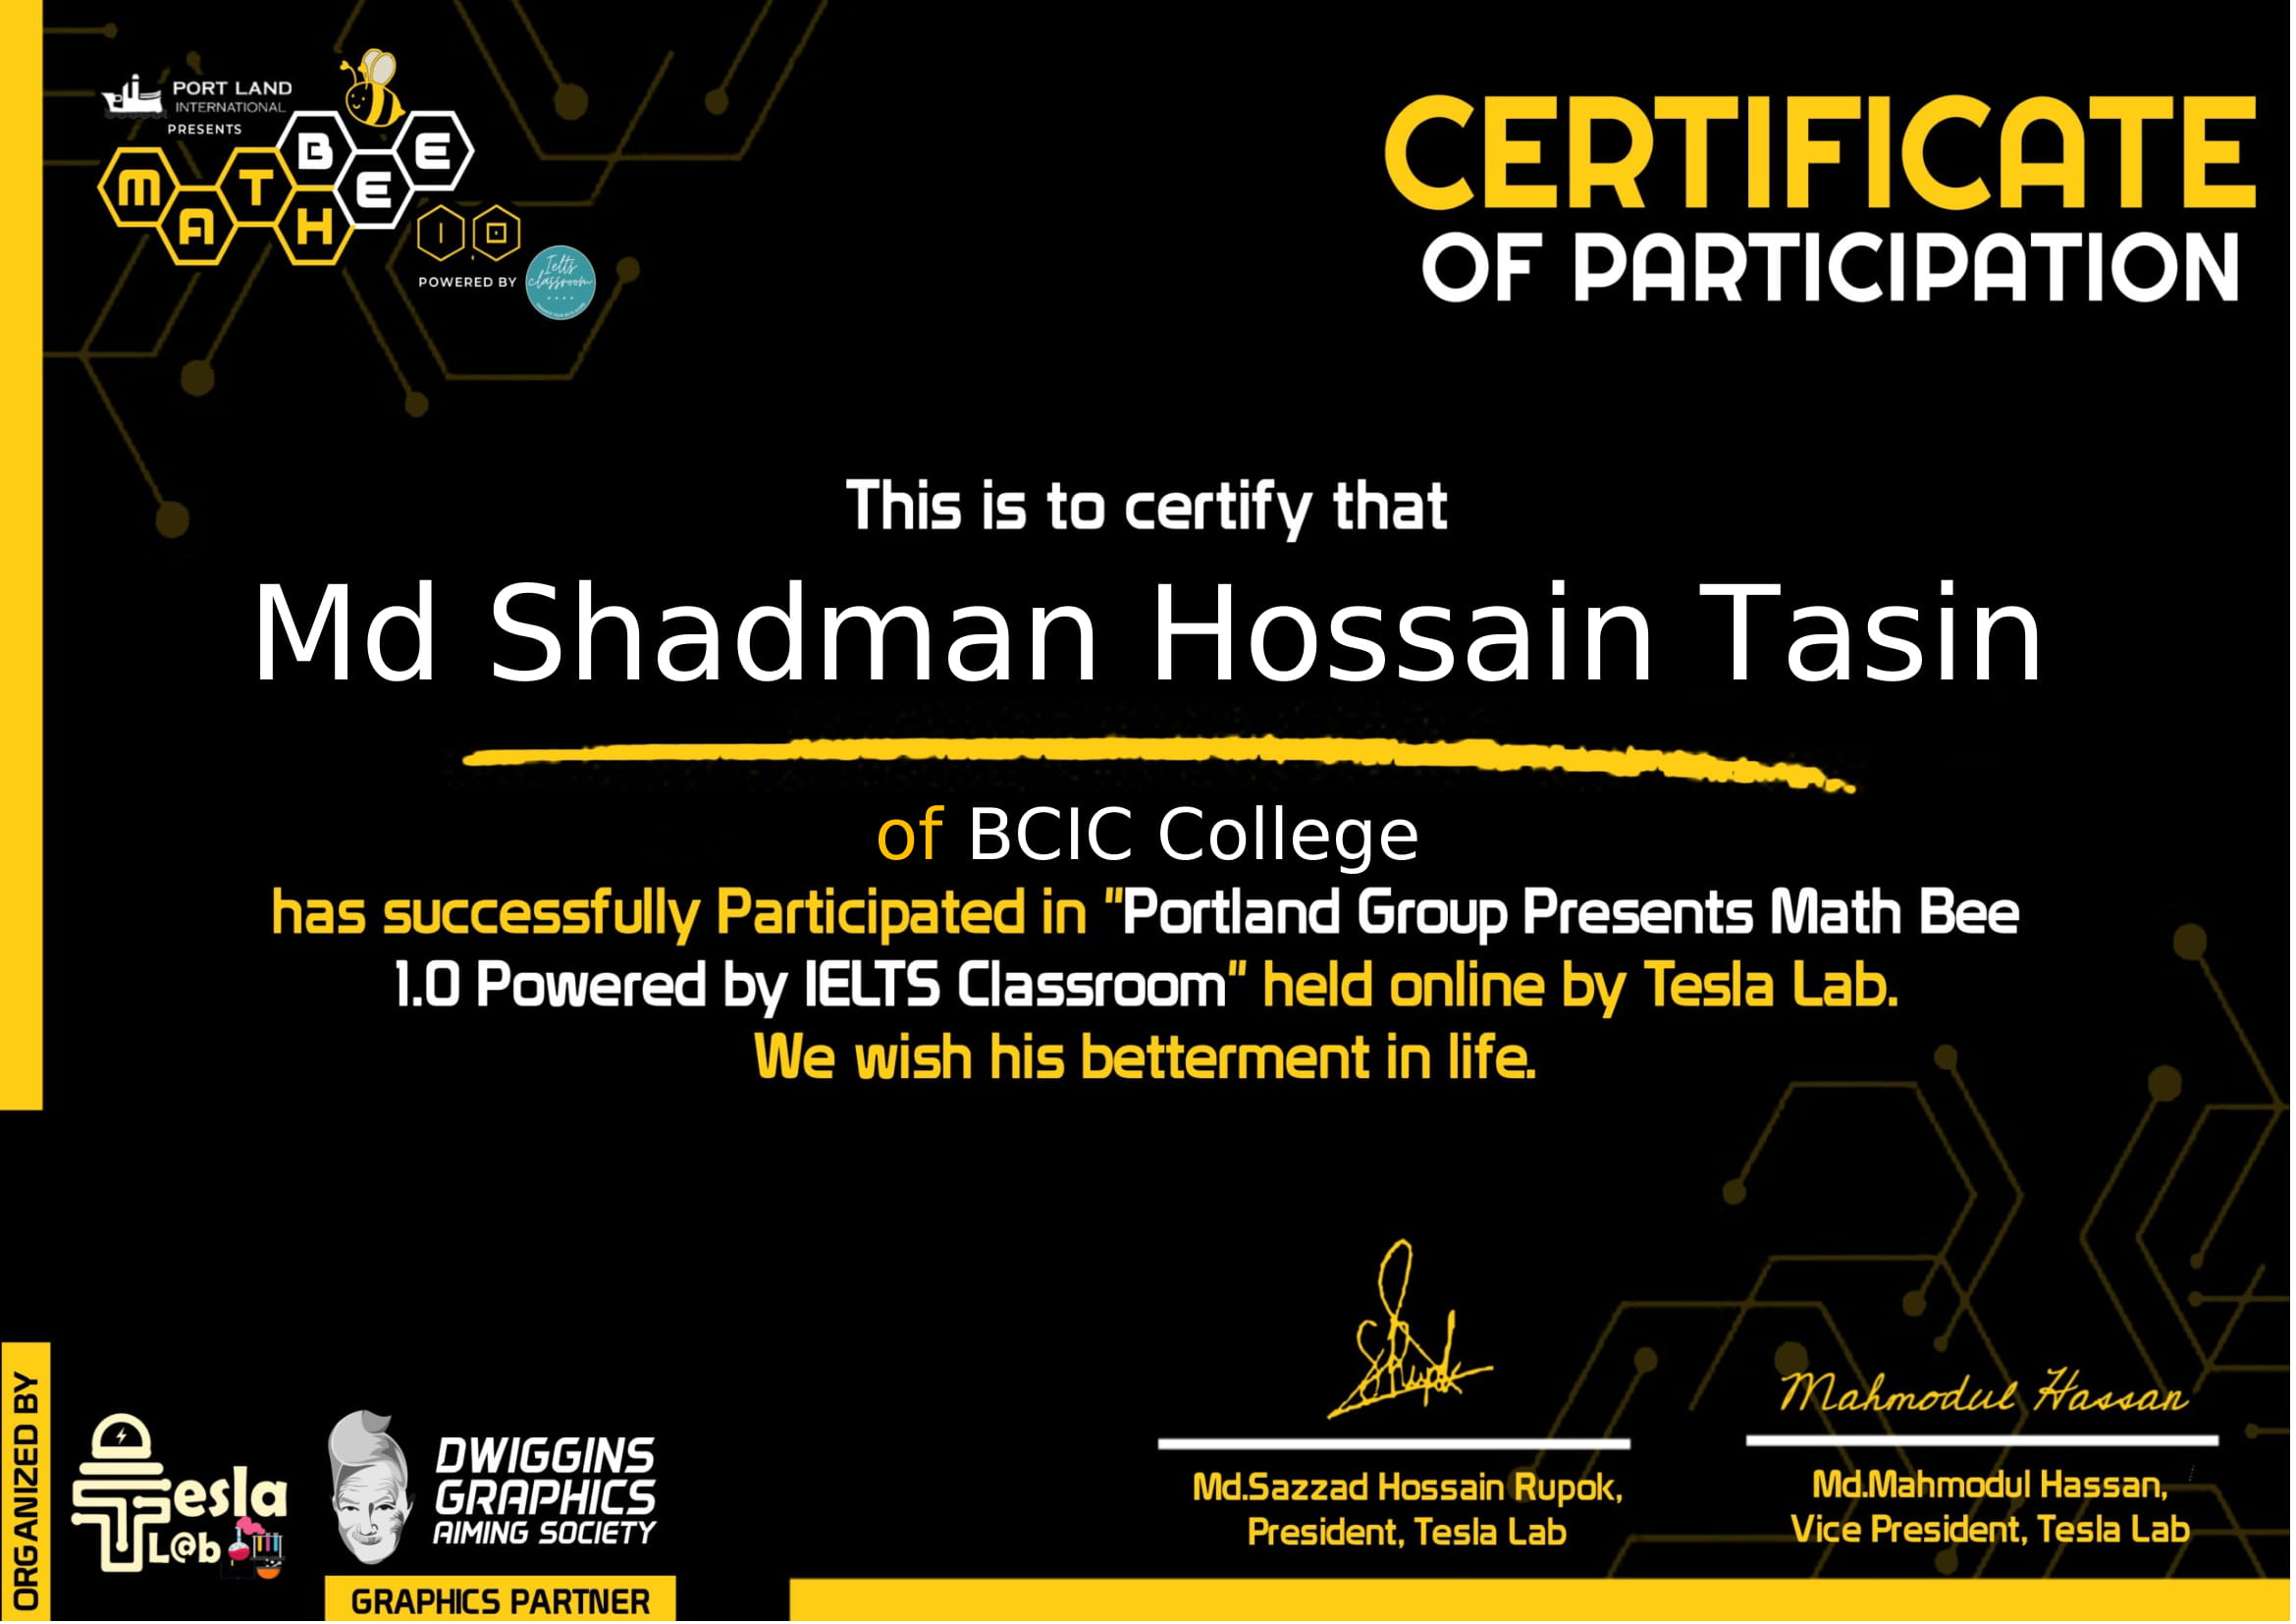 PORT LAND
INTERNATIONAL
PRESENTS
MATH BEE
1.0
POWERED BY
Ielts
classroom
CERTIFICATE
OF PARTICIPATION
This is to certify that
Md Shadman Hossain Tasin
of BCIC College
has successfully Participated in "Portland Group Presents Math Bee
1.0 Powered by IELTS Classroom" held online by Tesla Lab.
We wish his betterment in life.
ORGANIZED BY
Tesla
L@b
DWIGGINS
GRAPHICS
AIMING SOCIETY
GRAPHICS PARTNER
SRupok
Md.Sazzad Hossain Rupok,
President, Tesla Lab
Mahmodul Hassan
Md.Mahmodul Hassan,
Vice President, Tesla Lab